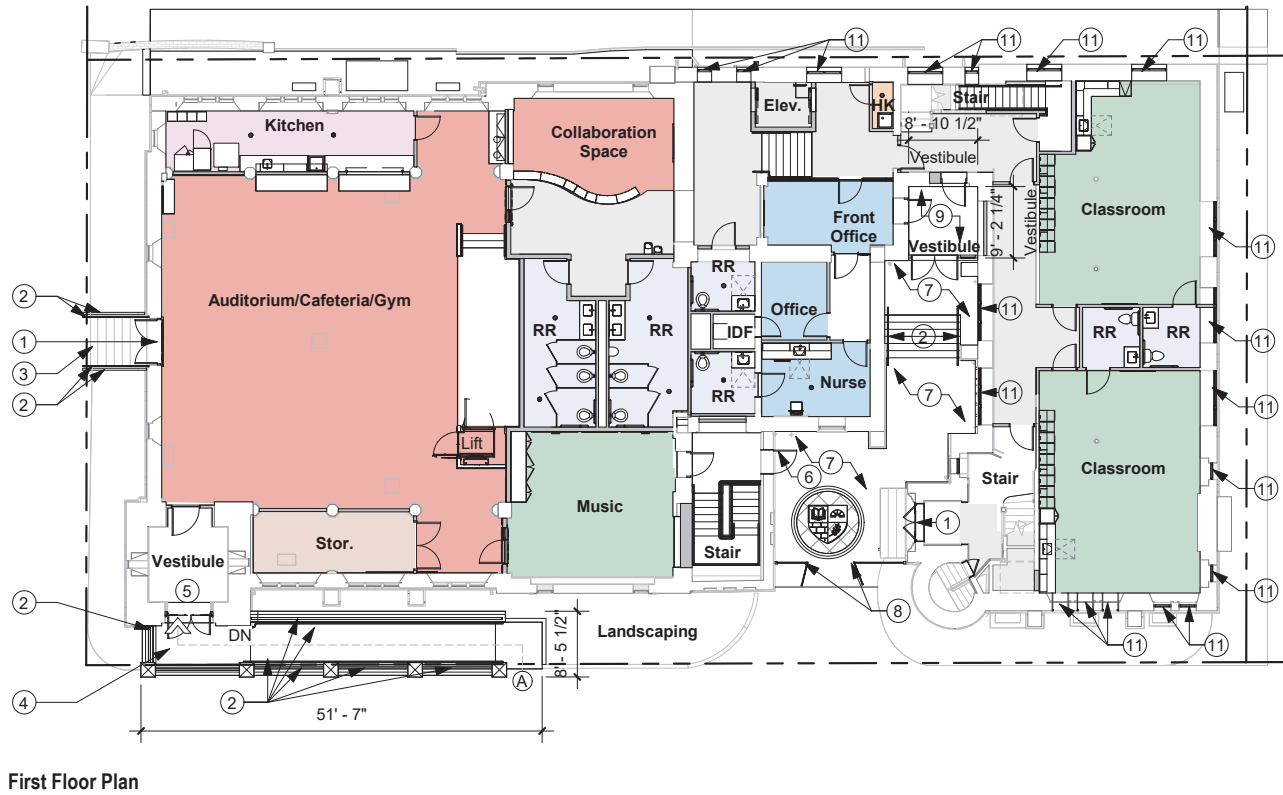 11
11
11
11
11
Elev.
HK
Stair
8' - 10 1/2"
Kitchen
Collaboration
Space
Vestibule
9' - 2 1/4"
Vestibule
Classroom
Front
Office
9
Vestibule
11
RR
7
2
Auditorium/Cafeteria/Gym
Office
11
1
RR
RR
IDF
2
RR
RR
11
3
2
Nurse
RR
7
11
11
Lift
7
6
Classroom
11
Music
Stair
1
Stor.
Stair
Vestibule
5
11
2
8
DN
Landscaping
8' - 5 1/2"
11
11
4
2
A
51' - 7"
First Floor Plan